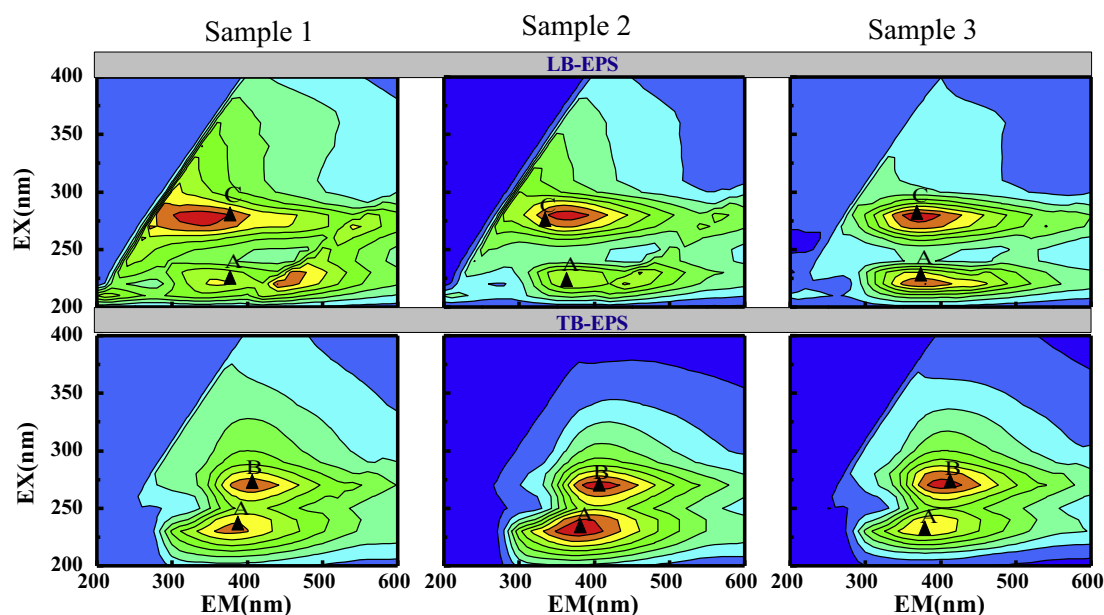 Sample 1 Sample 2 Sample 3
LB-EPS
400
350
300
250
200
EX(nm)
C
A
C
A
C
A
TB-EPS
400
350
300
250
200
EX(nm)
B
A
B
A
B
A
200 300 400 500 600 200 300 400 500 600 200 300 400 500 600
EM(nm) EM(nm) EM(nm)